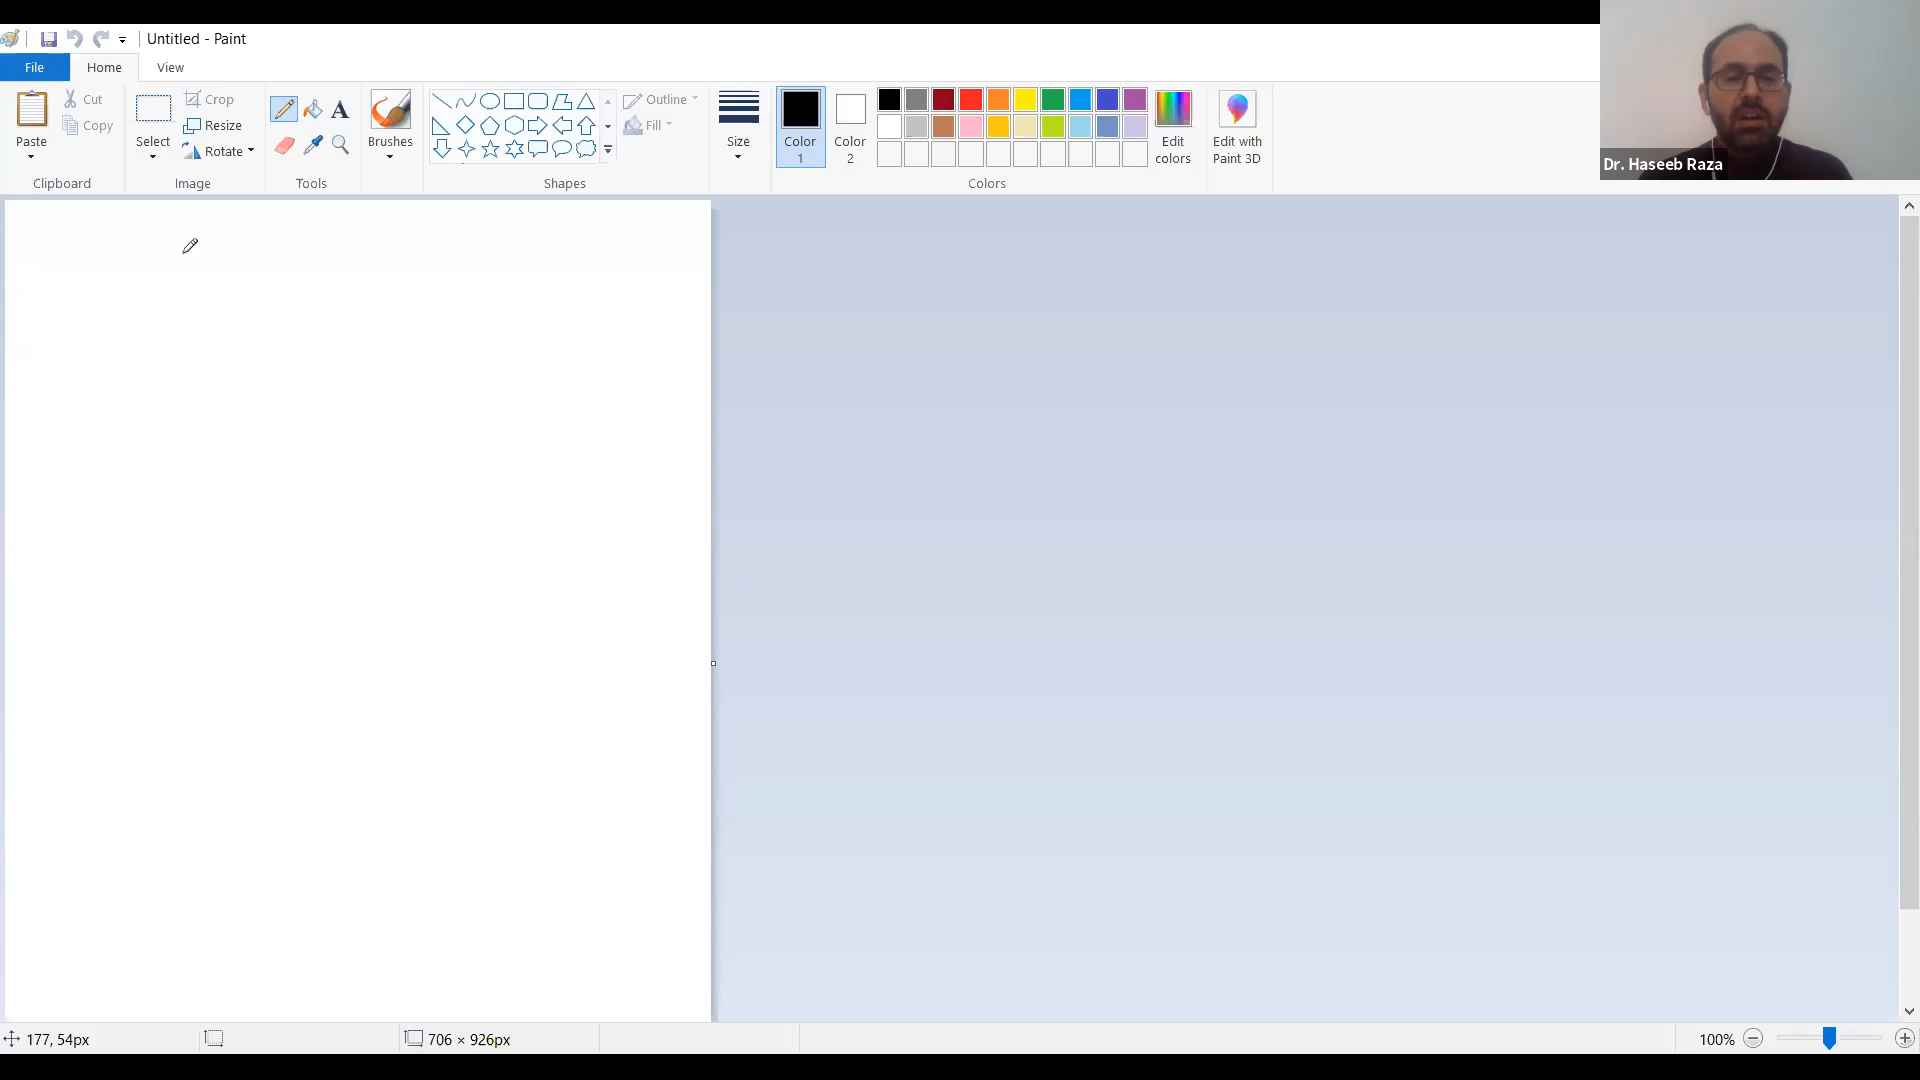 Untitled - Paint
File Home View
Paste
Cut
Copy
Clipboard
Select
Crop
Resize
Rotate
Image
A
Tools
Brushes
Outline
Fill
Shapes
Size
Color
1
Color
2
Edit
colors
Colors
Edit with
Paint 3D
Dr. Haseeb Raza
177, 54px
706 × 926px
100%